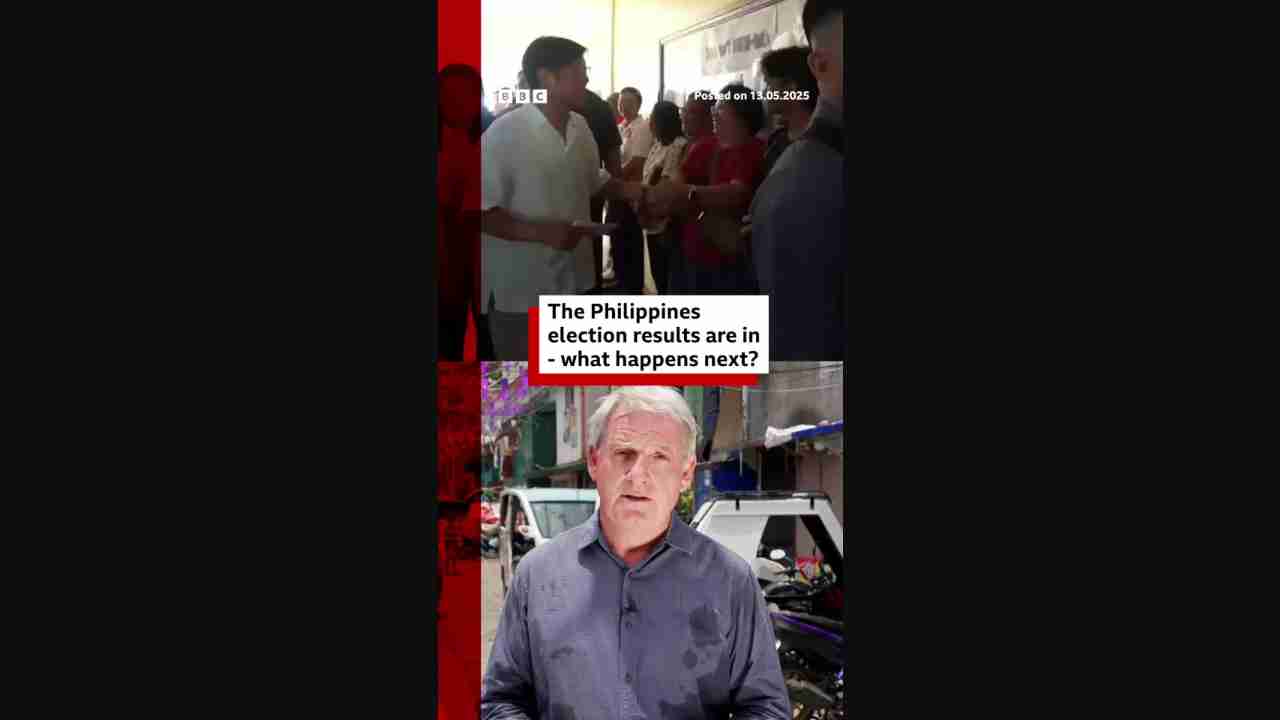 BBC
Posted on 13.05.2025
The Philippines
election results are in
- what happens next?